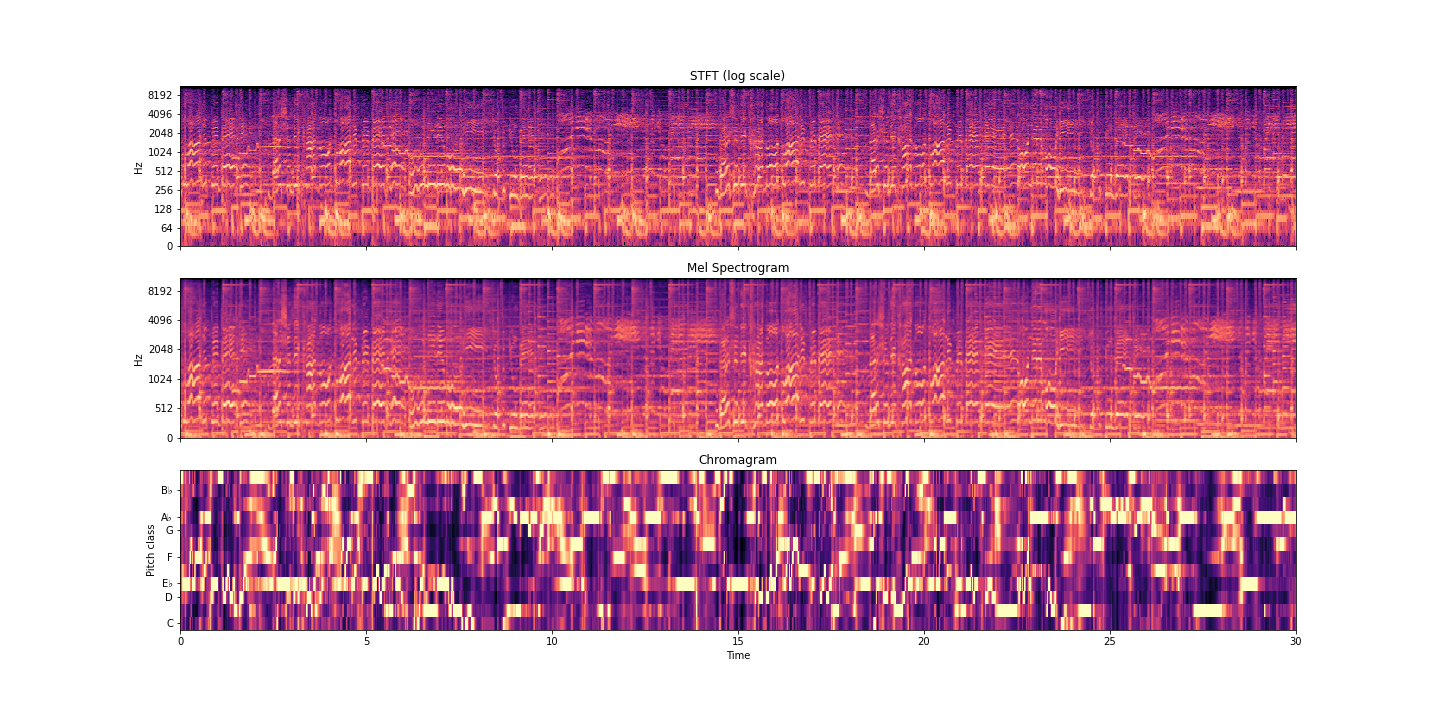 STFT (log scale)
8192
4096
2048
1024
512
256
128
64
0
Hz
Mel Spectrogram
8192
4096
2048
1024
512
0
Hz
Chromagram
B♭
A♭
G
F
E♭
D
C
Pitch class
0 5 10 15 20 25 30
Time